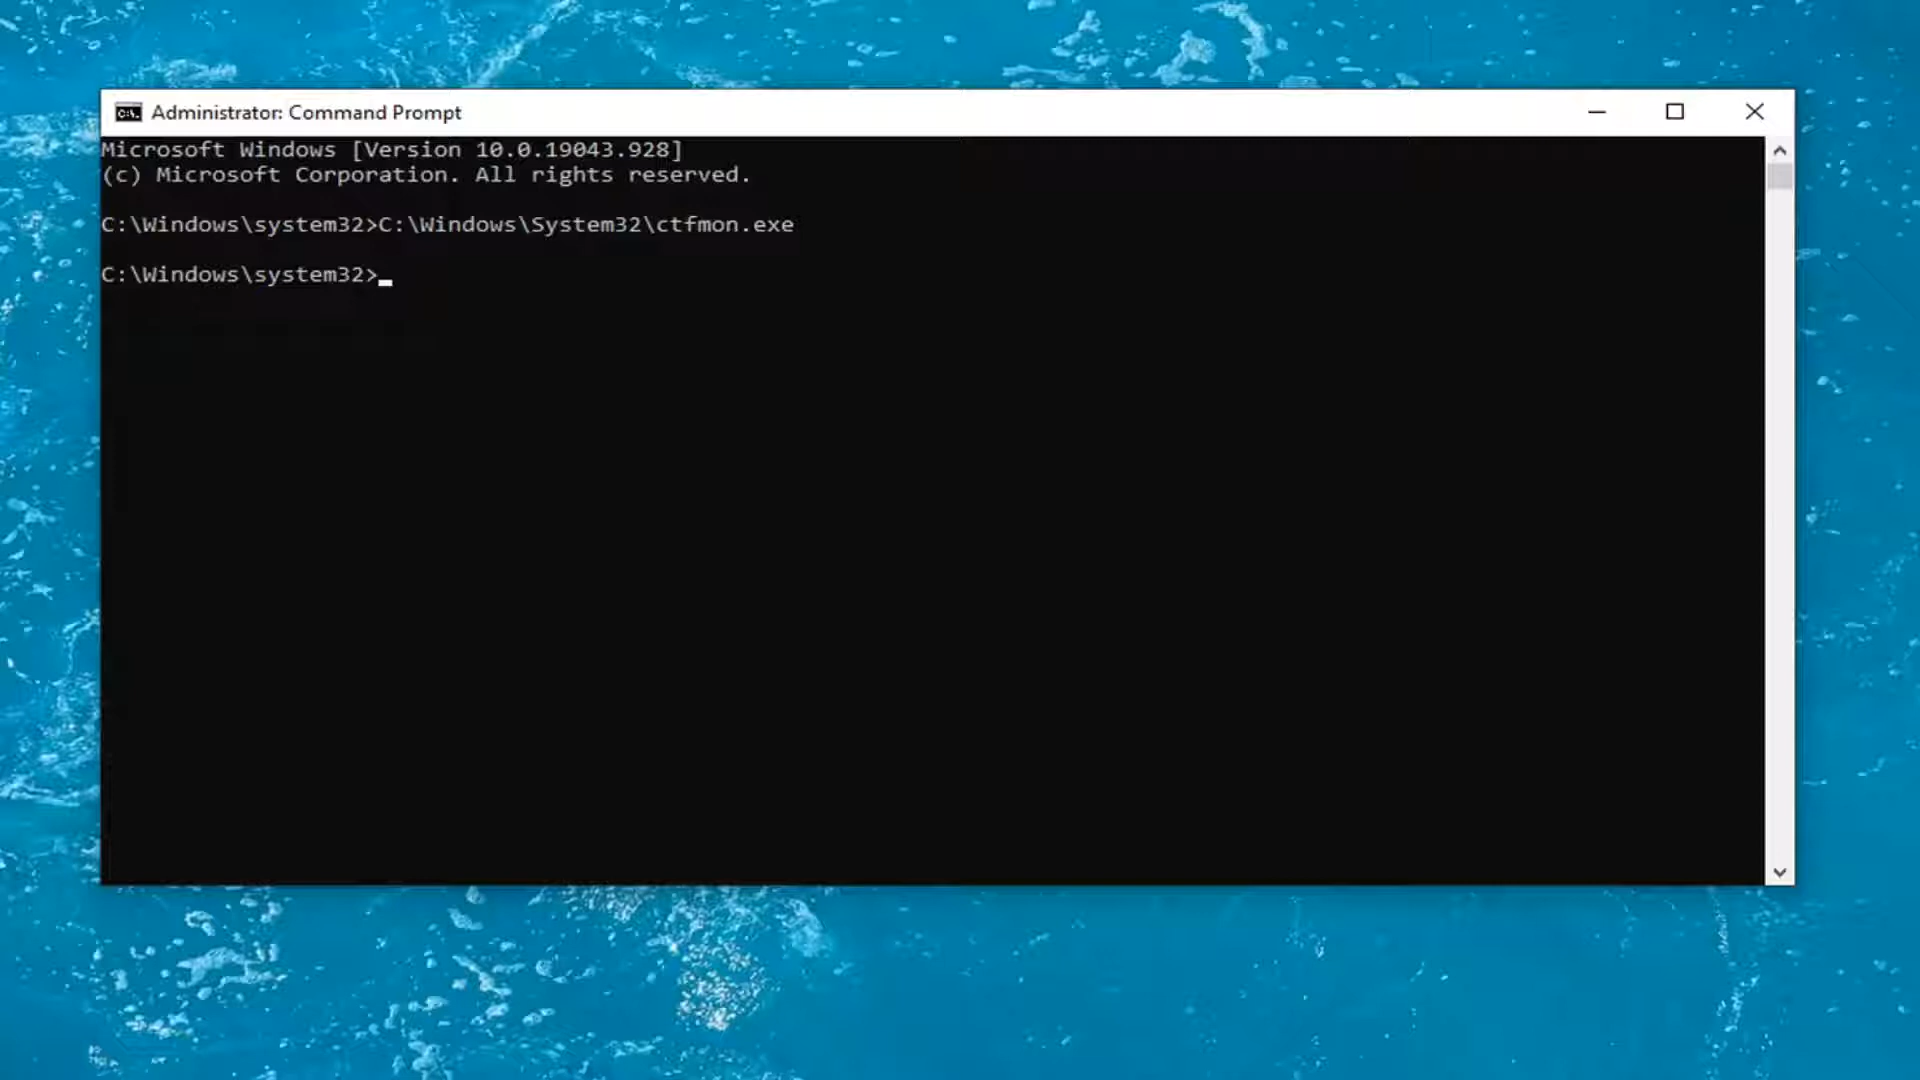 Administrator: Command Prompt
Microsoft Windows [Version 10.0.19043.928]
(c) Microsoft Corporation. All rights reserved.
C:\Windows\system32>C:\Windows\System32\ctfmon.exe
C:\Windows\system32>